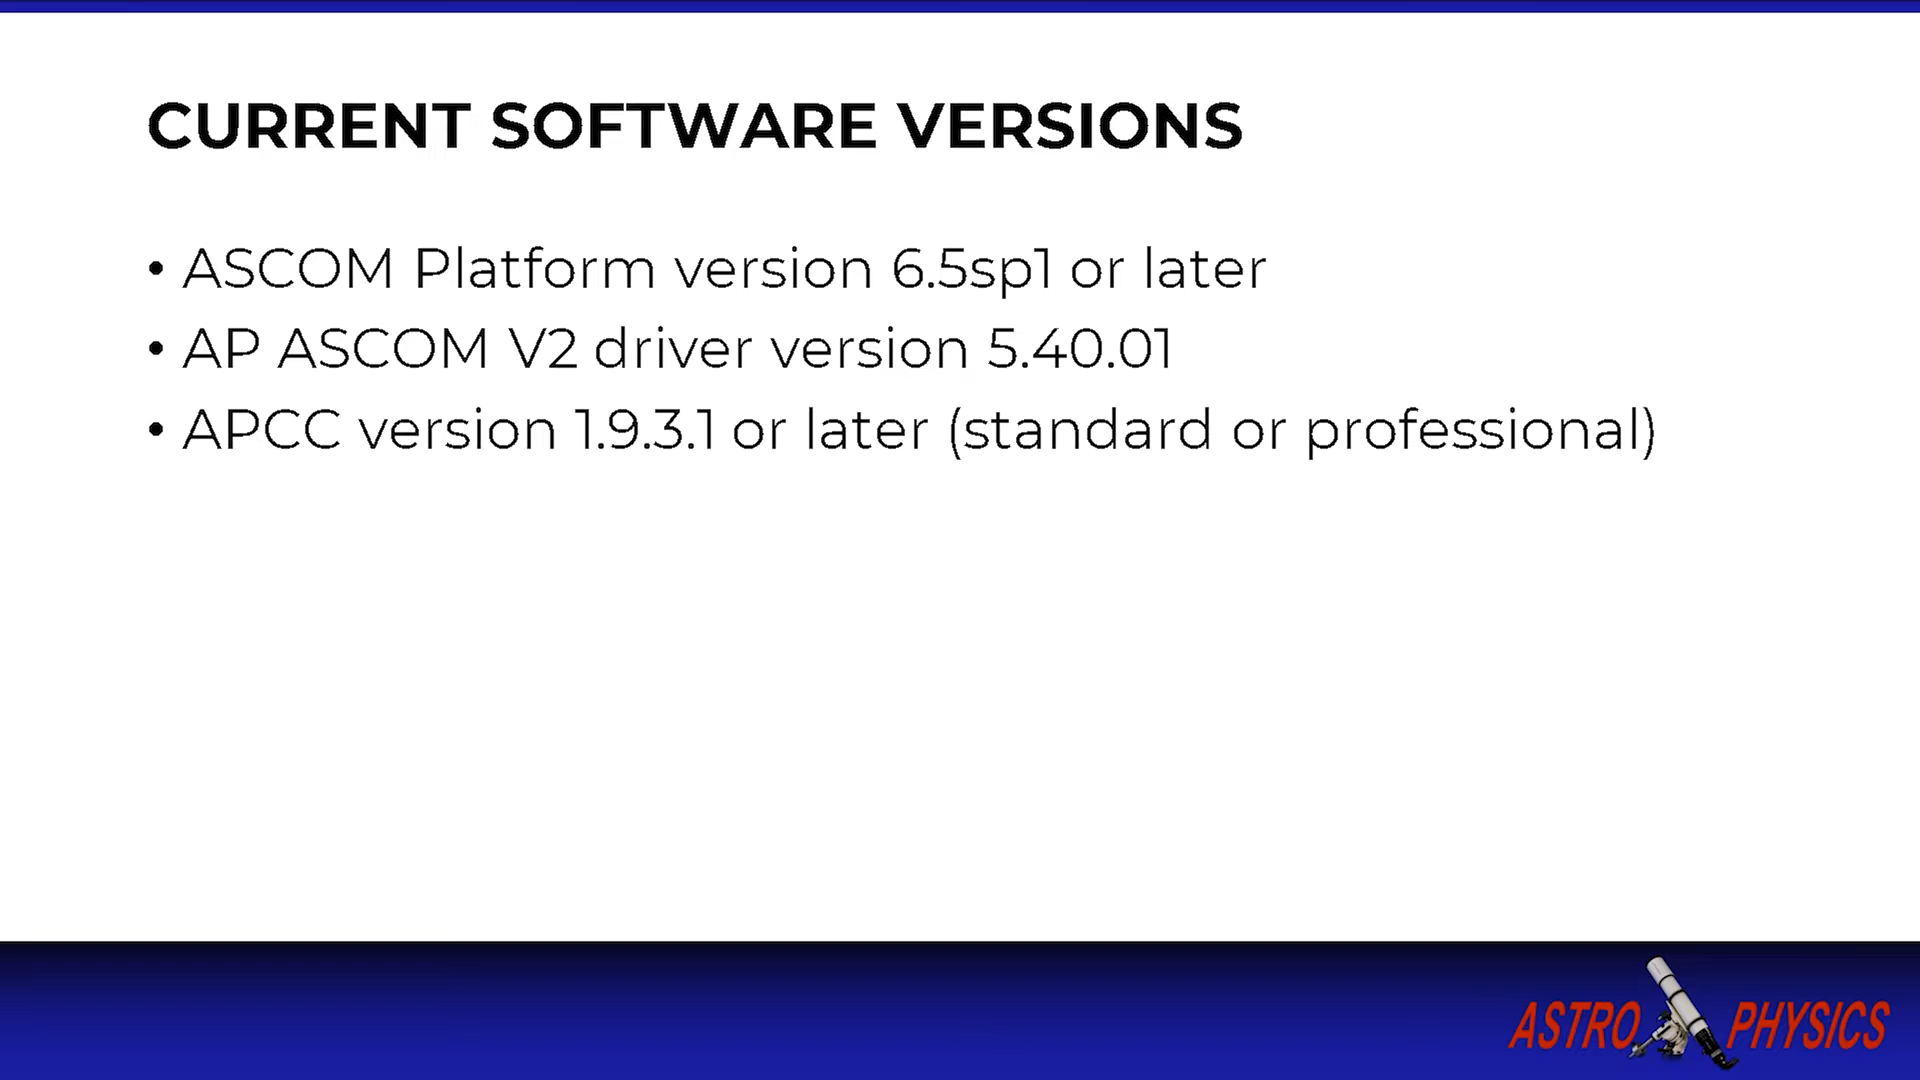 CURRENT SOFTWARE VERSIONS
• ASCOM Platform version 6.5sp1 or later
• AP ASCOM V2 driver version 5.40.01
• APCC version 1.9.3.1 or later (standard or professional)
ASTRO PHYSICS